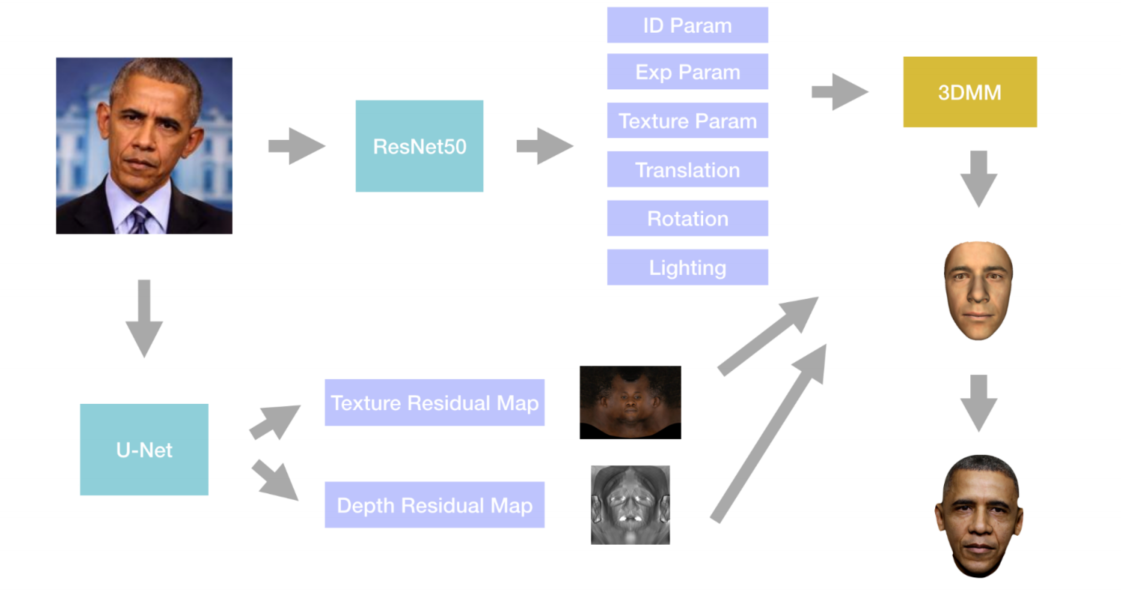 ID Param
Exp Param
Texture Param
Translation
Rotation
Lighting
ResNet50
3DMM
U-Net
Texture Residual Map
Depth Residual Map